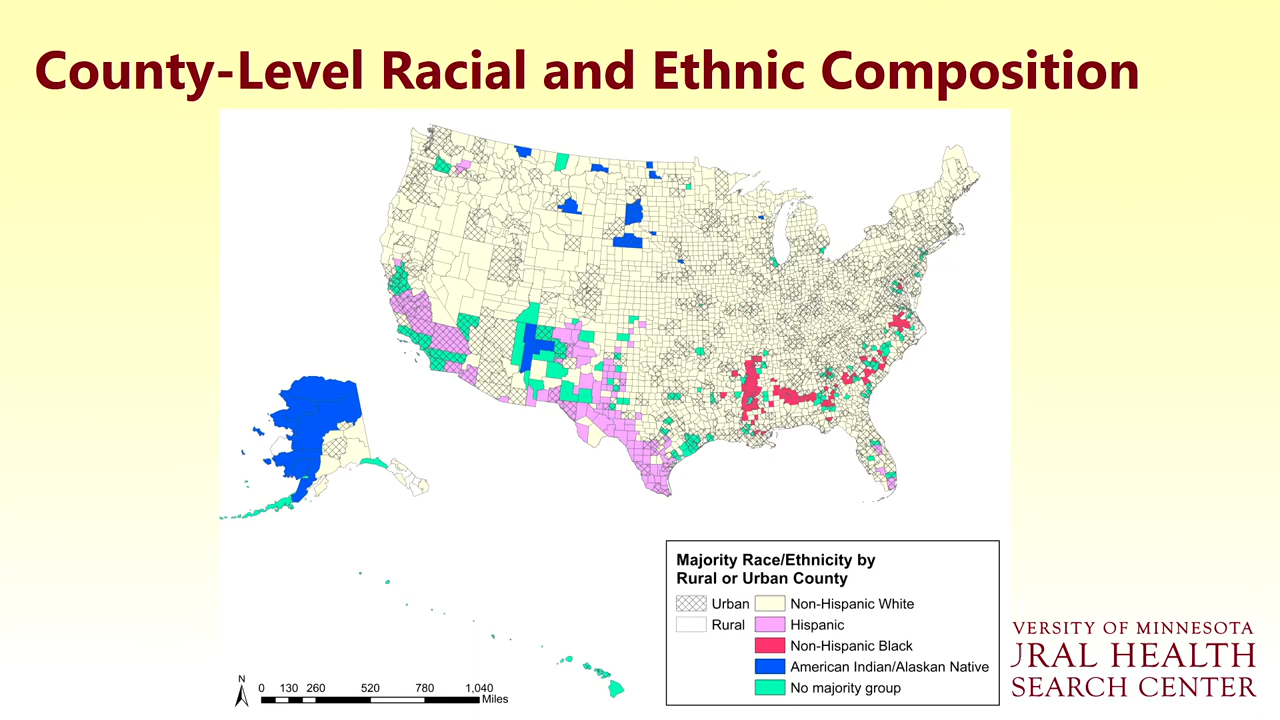 County-Level Racial and Ethnic Composition
Majority Race/Ethnicity by
Rural or Urban County
Urban
Non-Hispanic White
Rural
Hispanic
Non-Hispanic Black
American Indian/Alaskan Native
No majority group
N
0 130 260 520 780 1,040
Miles
VERSITY OF MINNESOTA
URAL HEALTH
SEARCH CENTER